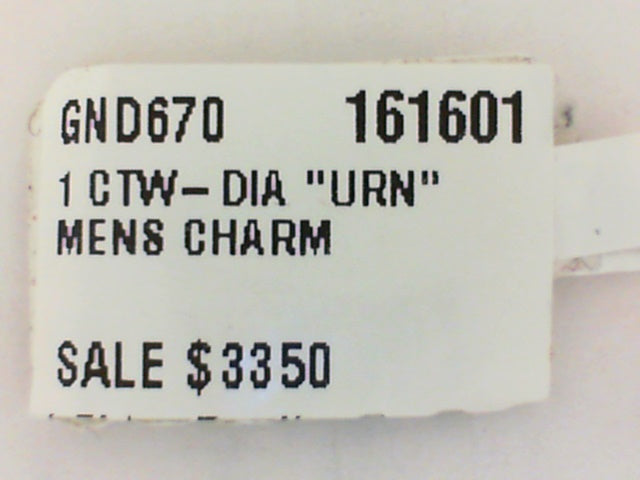 GND670 161601
1 CTW-DIA "URN"
MENS CHARM
SALE $3350